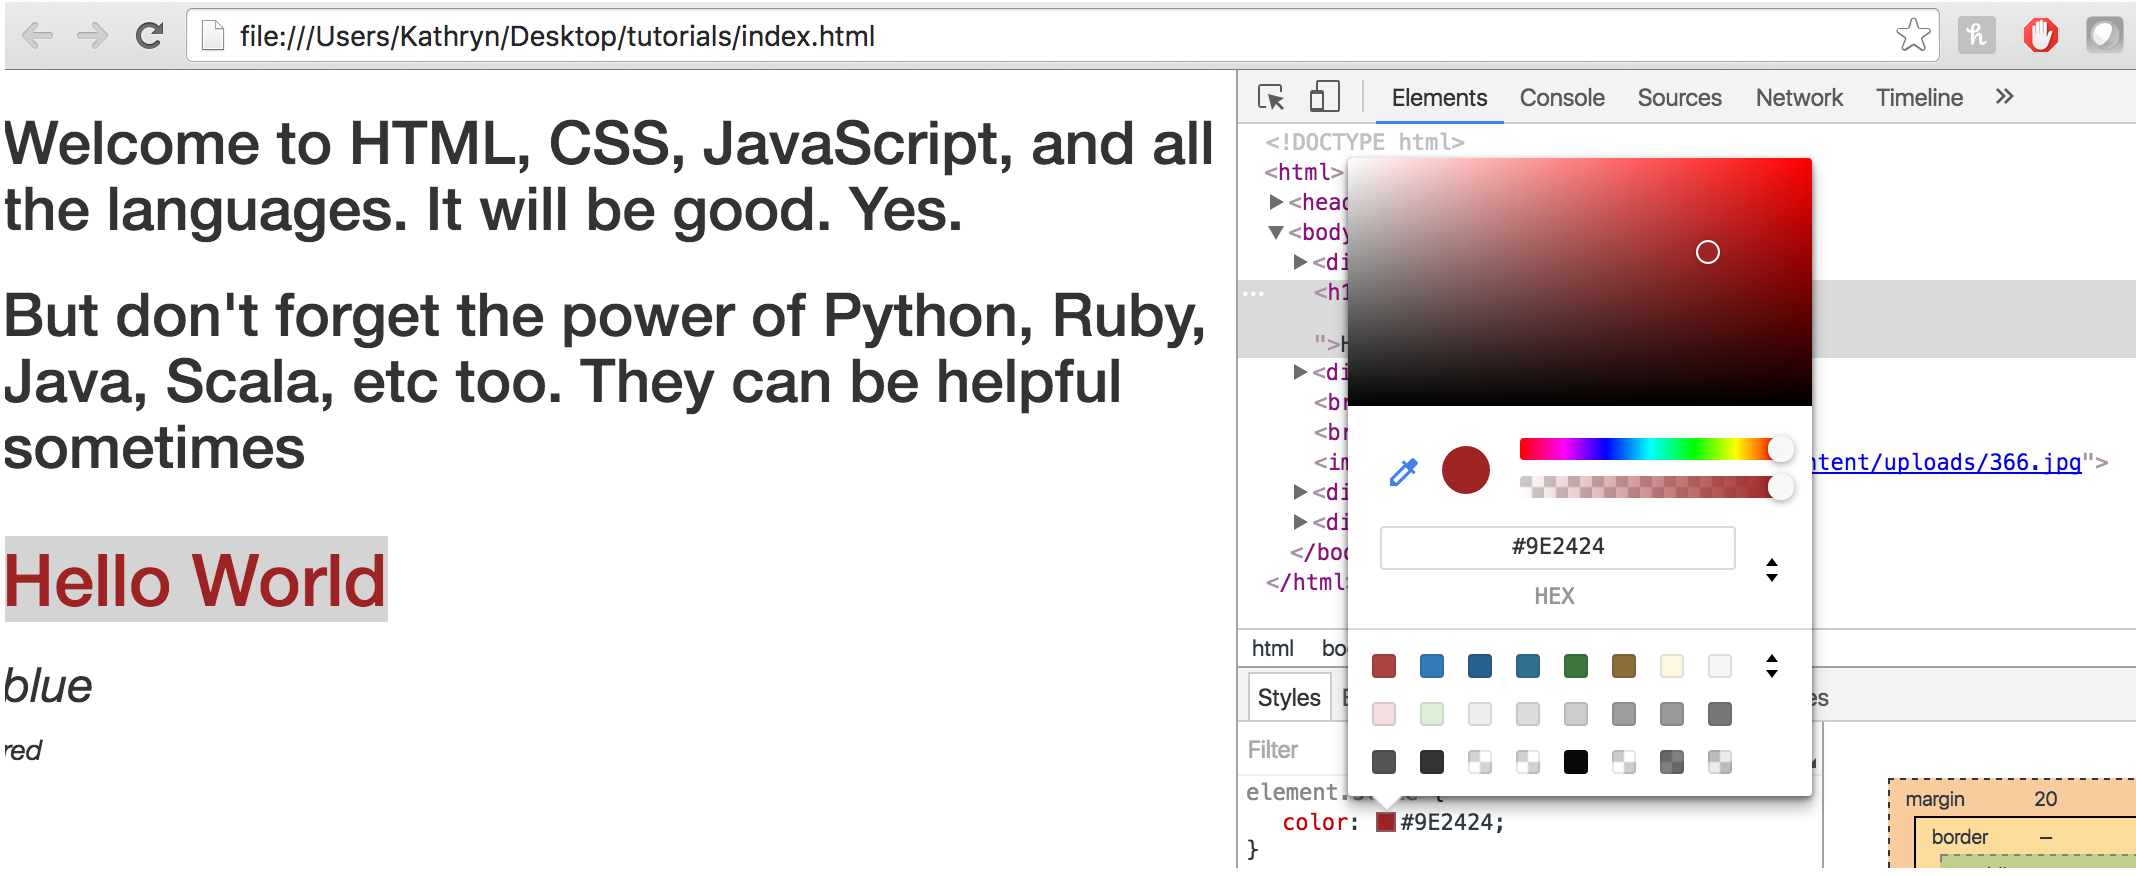 file:///Users/Kathryn/Desktop/tutorials/index.html
Welcome to HTML, CSS, JavaScript, and all
the languages. It will be good. Yes.
But don't forget the power of Python, Ruby,
Java, Scala, etc too. They can be helpful
sometimes
Hello World
blue
red
Elements Console Sources Network Timeline »
<!DOCTYPE html>
<html>
▶<head
▼<body
▶<di
<h1
">H
▶<di
<br
<br
<im
ntent/uploads/366.jpg">
▶<di
▶<di
</bod
</html>
#9E2424
HEX
html bo
Styles E es
Filter
element.style {
color: #9E2424;
}
margin 20
border –